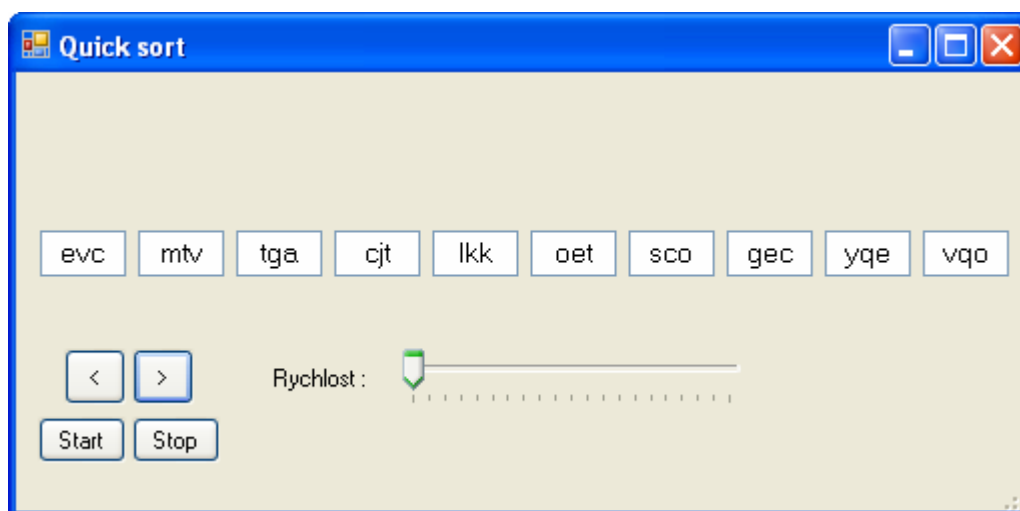 Quick sort
evc mtv tga cjt lkk oet sco gec yqe vqo
< > Rychlost :
Start Stop